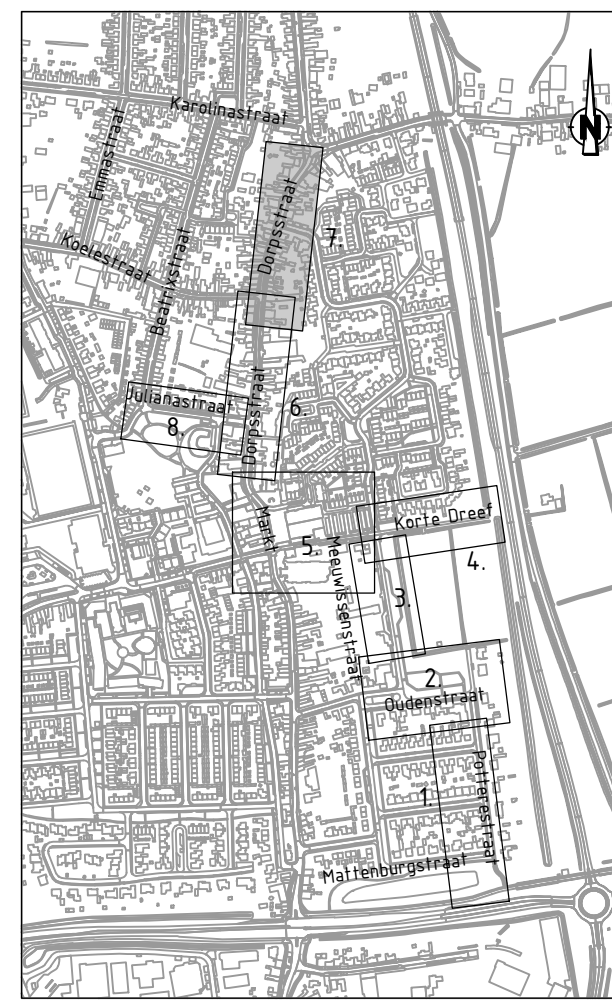 Karolinastraat
N
Emmastraat
Dorpsstraat
7.
Koelestraat
Beatrixstraat
Julianastraat
8.
Dorpsstraat
6.
Markt
5.
Meeuwissenstraat
Korte Dreef
4.
3.
2.
Oudenstraat
1.
Potterestraat
Mattenburgstraat